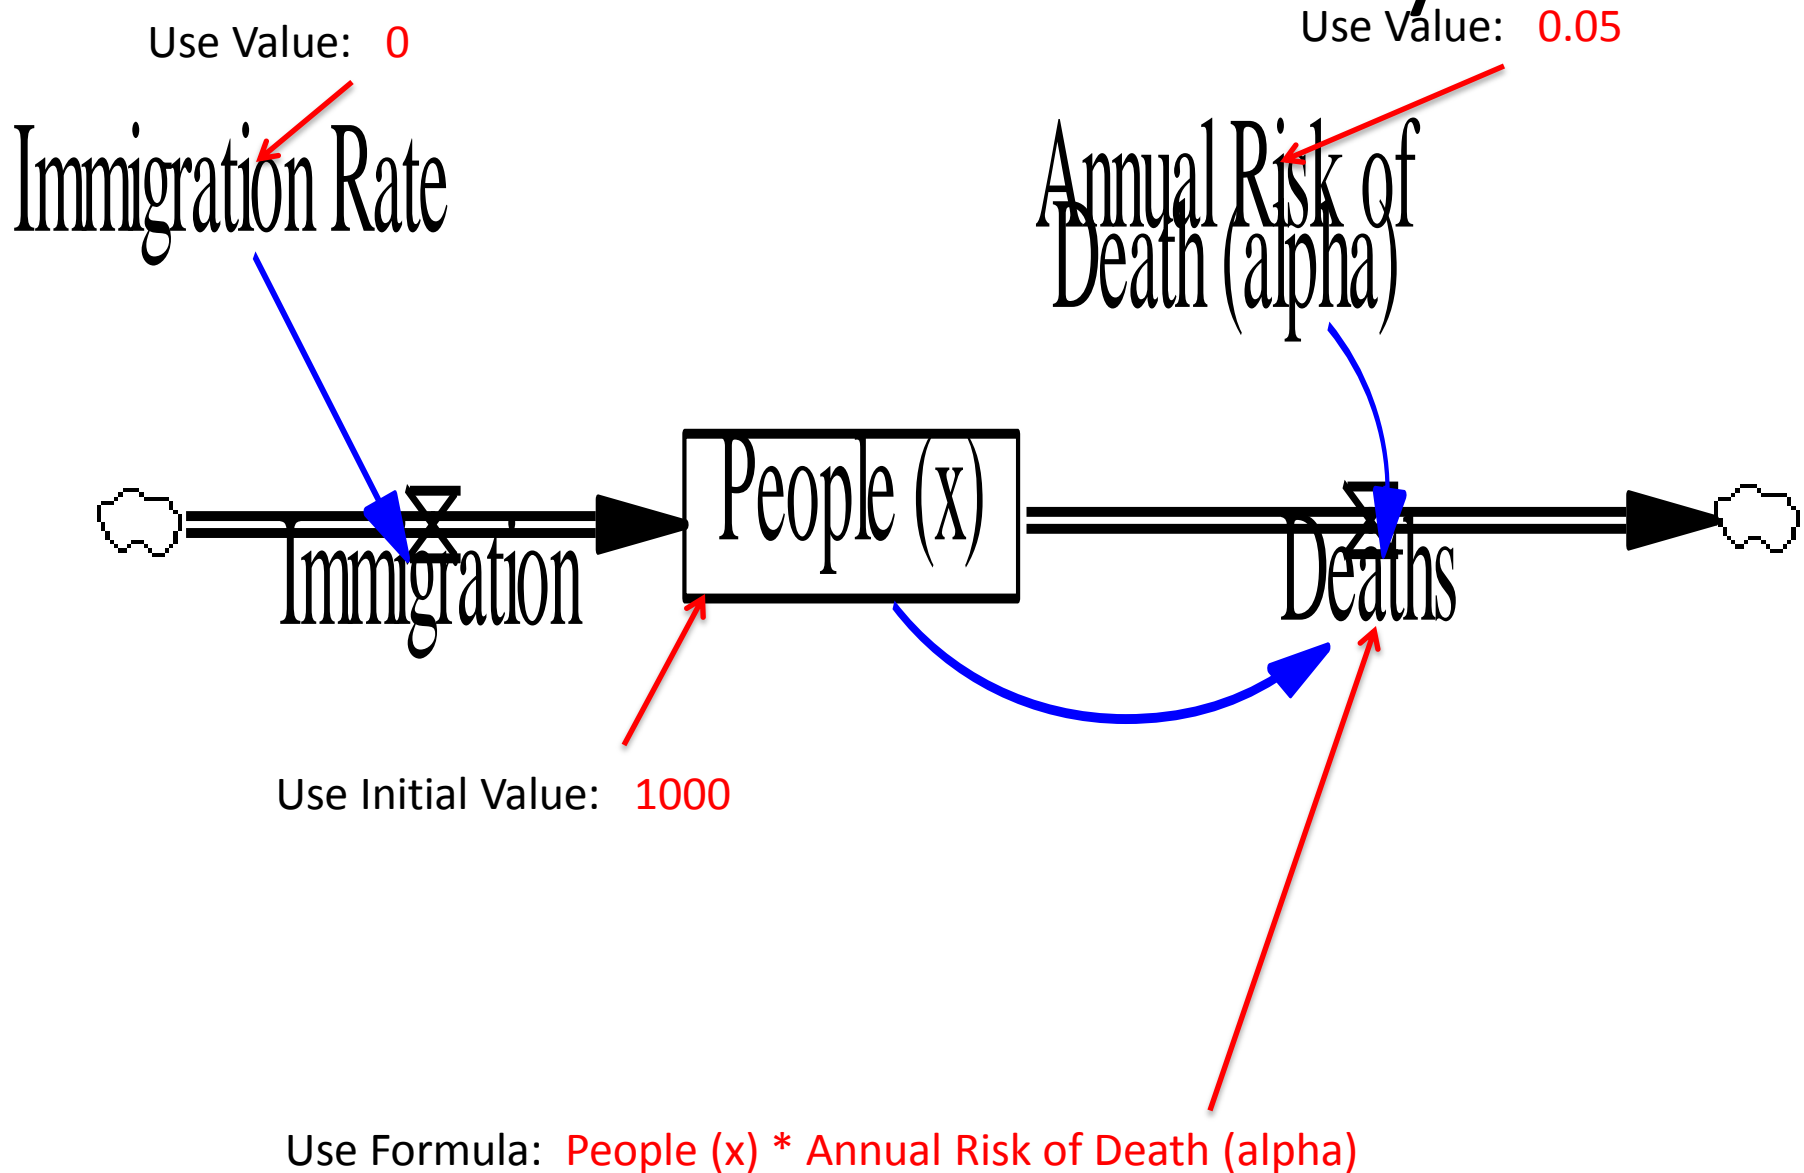 Use Value: 0
Use Value: 0.05
Immigration Rate
Annual Risk of
Death (alpha)
People (x)
Immigration
Deaths
Use Initial Value: 1000
Use Formula: People (x) * Annual Risk of Death (alpha)